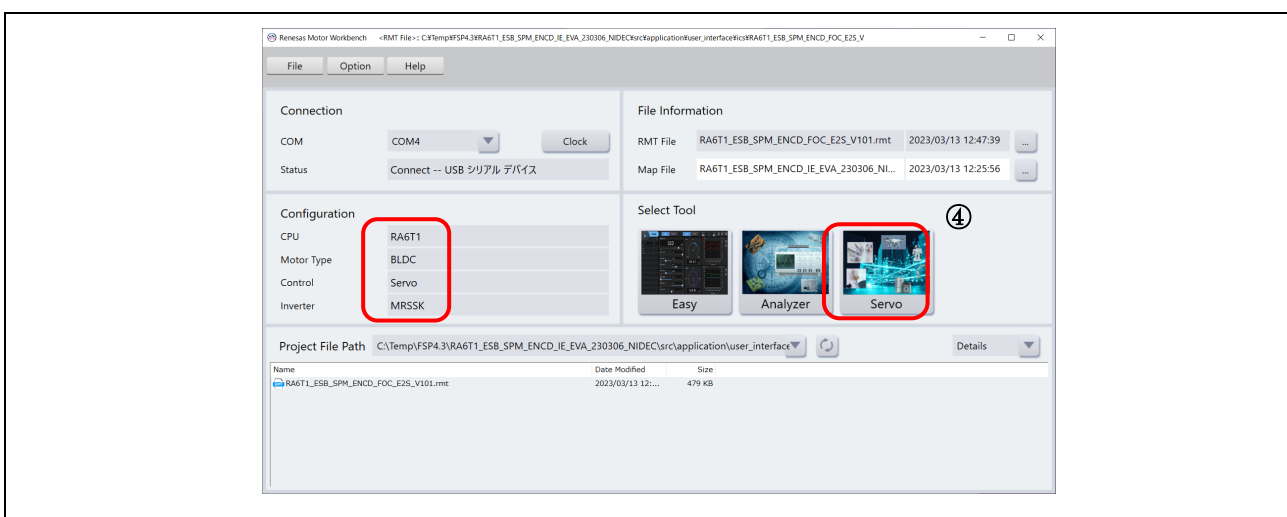 Renesas Motor Workbench <RMT File>:: C:¥Temp¥FSP4.3¥RA6T1_ESB_SPM_ENCD_IE_EVA_230306_NIDEC¥src¥application¥user_interface¥ics¥RA6T1_ESB_SPM_ENCD_FOC_E2S_V
File Option Help
Connection
COM COM4 Clock
Status Connect -- USB シリアル デバイス
File Information
RMT File RA6T1_ESB_SPM_ENCD_FOC_E2S_V101.rmt 2023/03/13 12:47:39 ...
Map File RA6T1_ESB_SPM_ENCD_IE_EVA_230306_NI... 2023/03/13 12:25:56 ...
Configuration
CPU RA6T1
Motor Type BLDC
Control Servo
Inverter MRSSK
Select Tool
④
Easy Analyzer Servo
Project File Path C:\Temp\FSP4.3\RA6T1_ESB_SPM_ENCD_IE_EVA_230306_NIDEC\src\application\user_interface Details
Name Date Modified Size
RA6T1_ESB_SPM_ENCD_FOC_E2S_V101.rmt 2023/03/13 12:... 479 KB